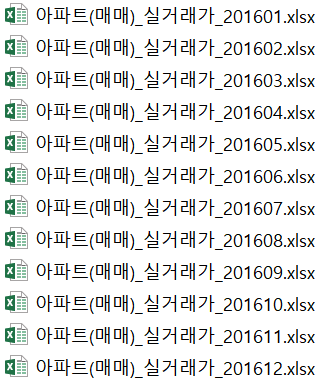 아파트(매매)_실거래가_201601.xlsx
아파트(매매)_실거래가_201602.xlsx
아파트(매매)_실거래가_201603.xlsx
아파트(매매)_실거래가_201604.xlsx
아파트(매매)_실거래가_201605.xlsx
아파트(매매)_실거래가_201606.xlsx
아파트(매매)_실거래가_201607.xlsx
아파트(매매)_실거래가_201608.xlsx
아파트(매매)_실거래가_201609.xlsx
아파트(매매)_실거래가_201610.xlsx
아파트(매매)_실거래가_201611.xlsx
아파트(매매)_실거래가_201612.xlsx